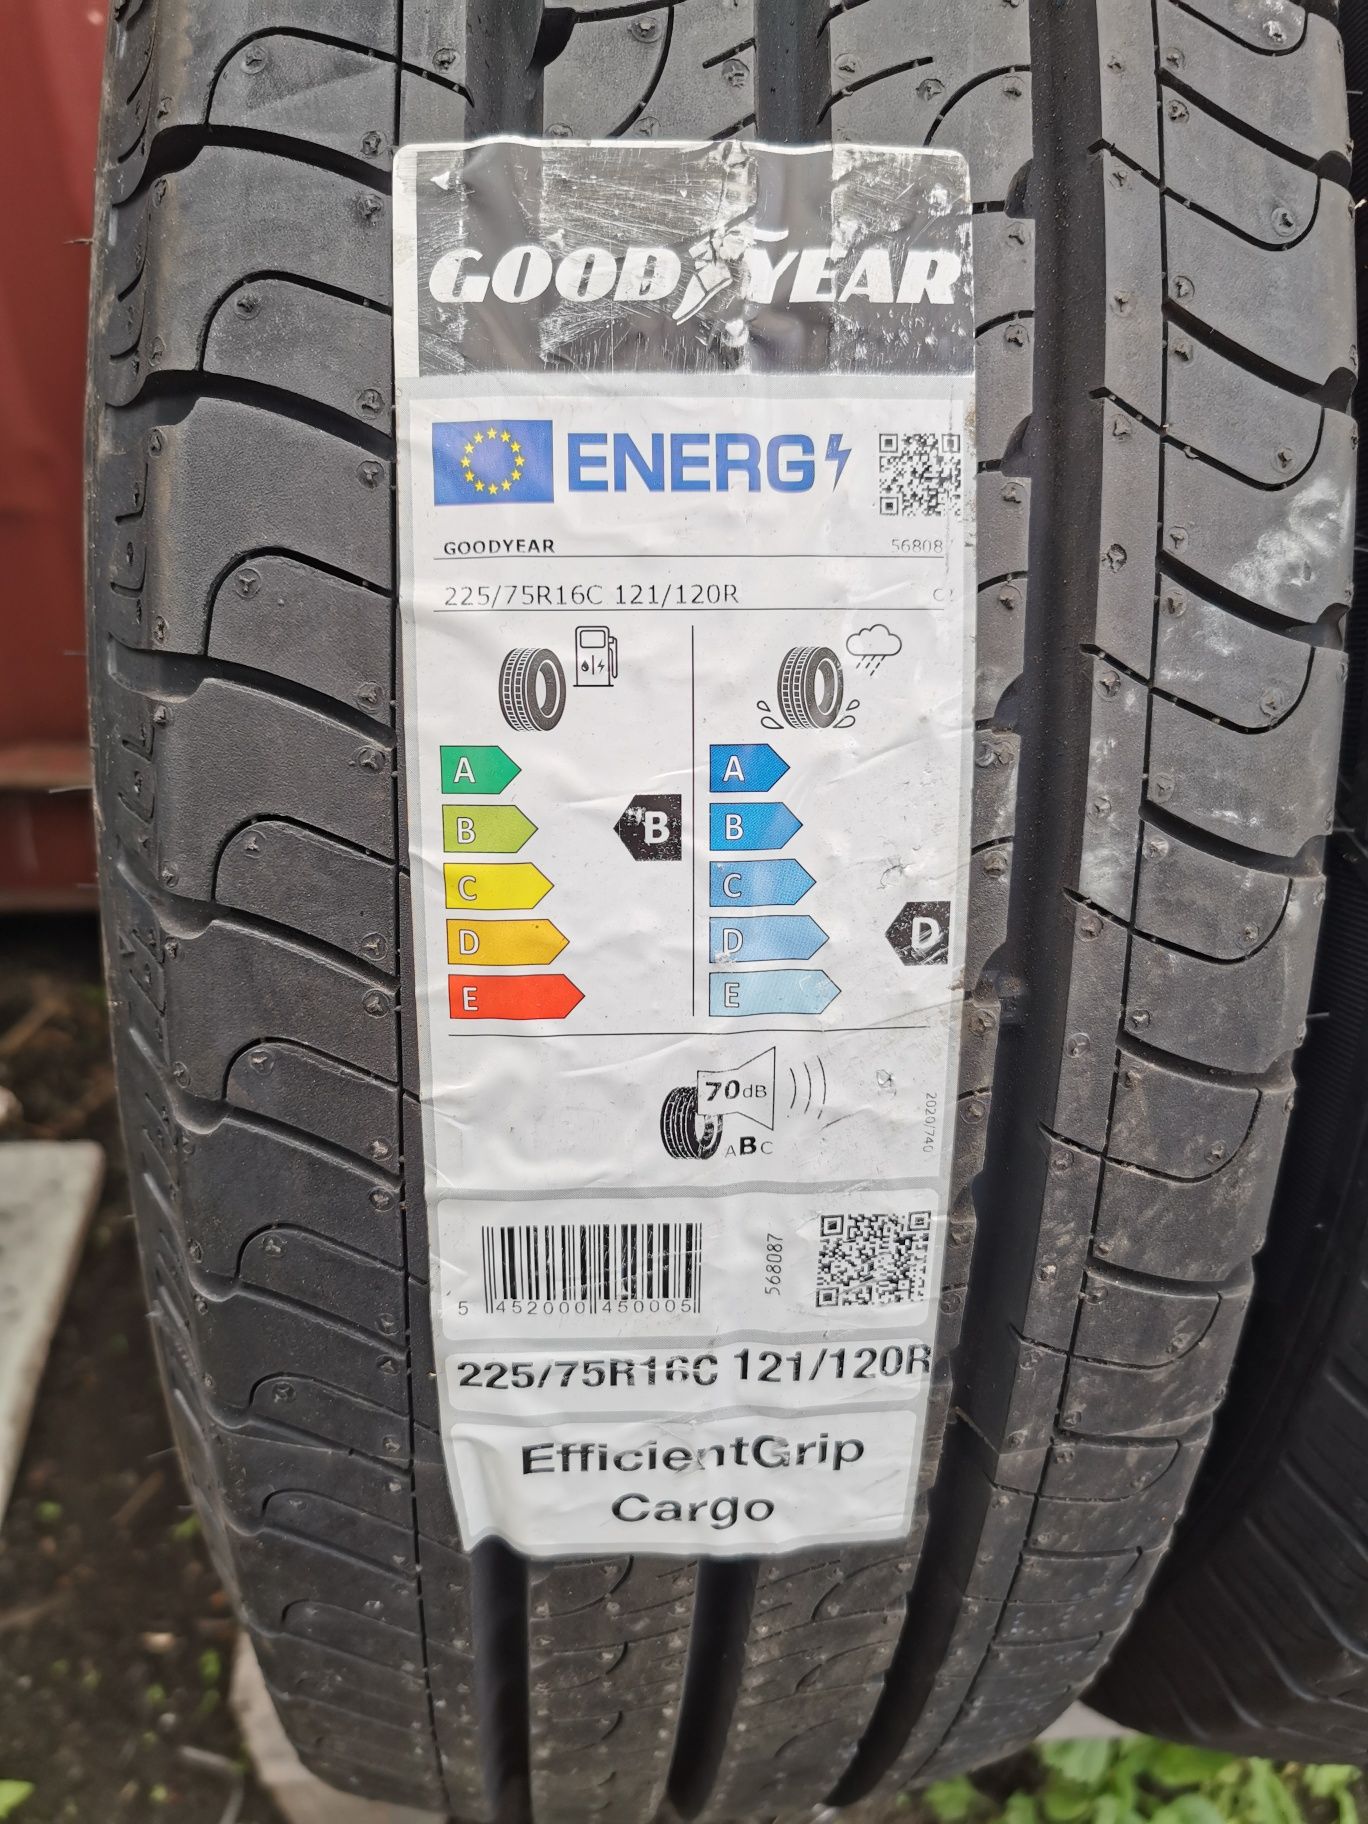 GOODYEAR
ENERG
GOODYEAR
568087
225/75R16C 121/120R
A
B
C
D
E
B
A
B
C
D
E
D
70dB
ABC
2020/740
5 452000 450005
568087
225/75R16C 121/120R
EfficientGrip
Cargo